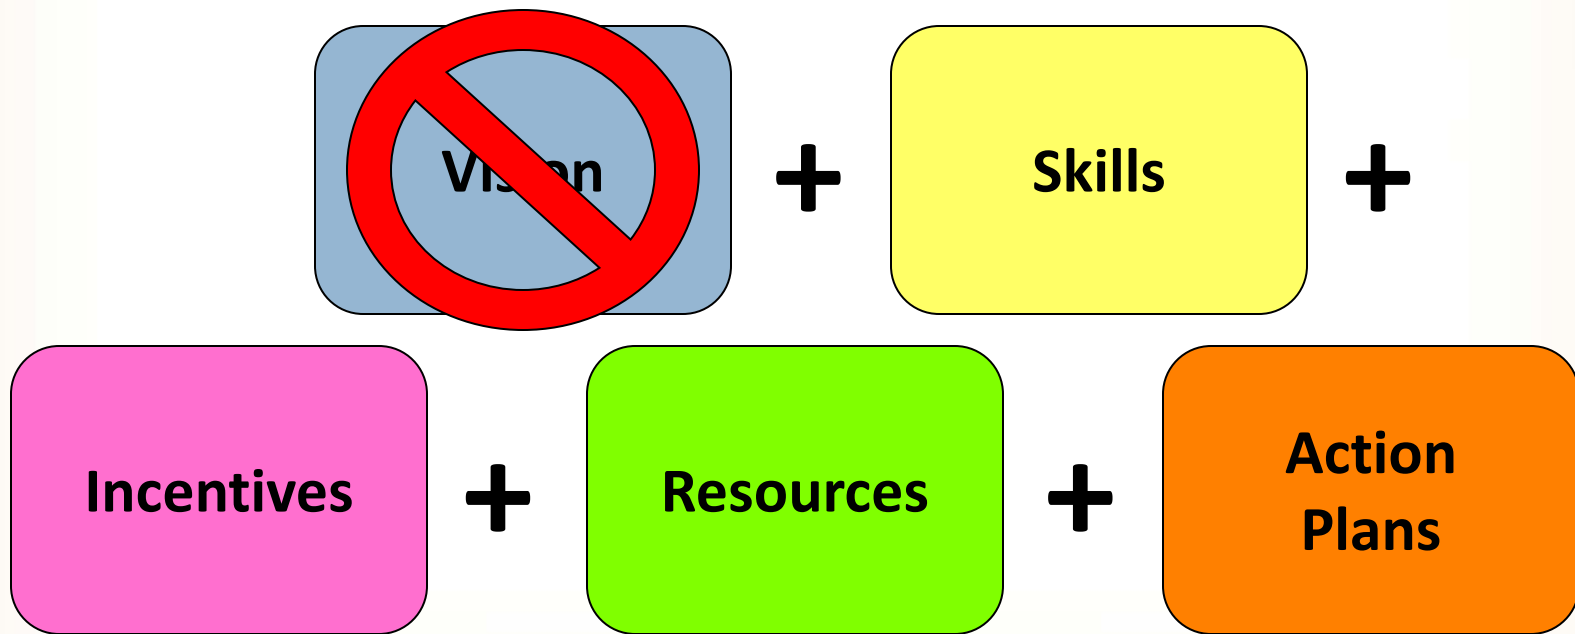 +
Skills
+
Incentives
+
Resources
+
Action
Plans